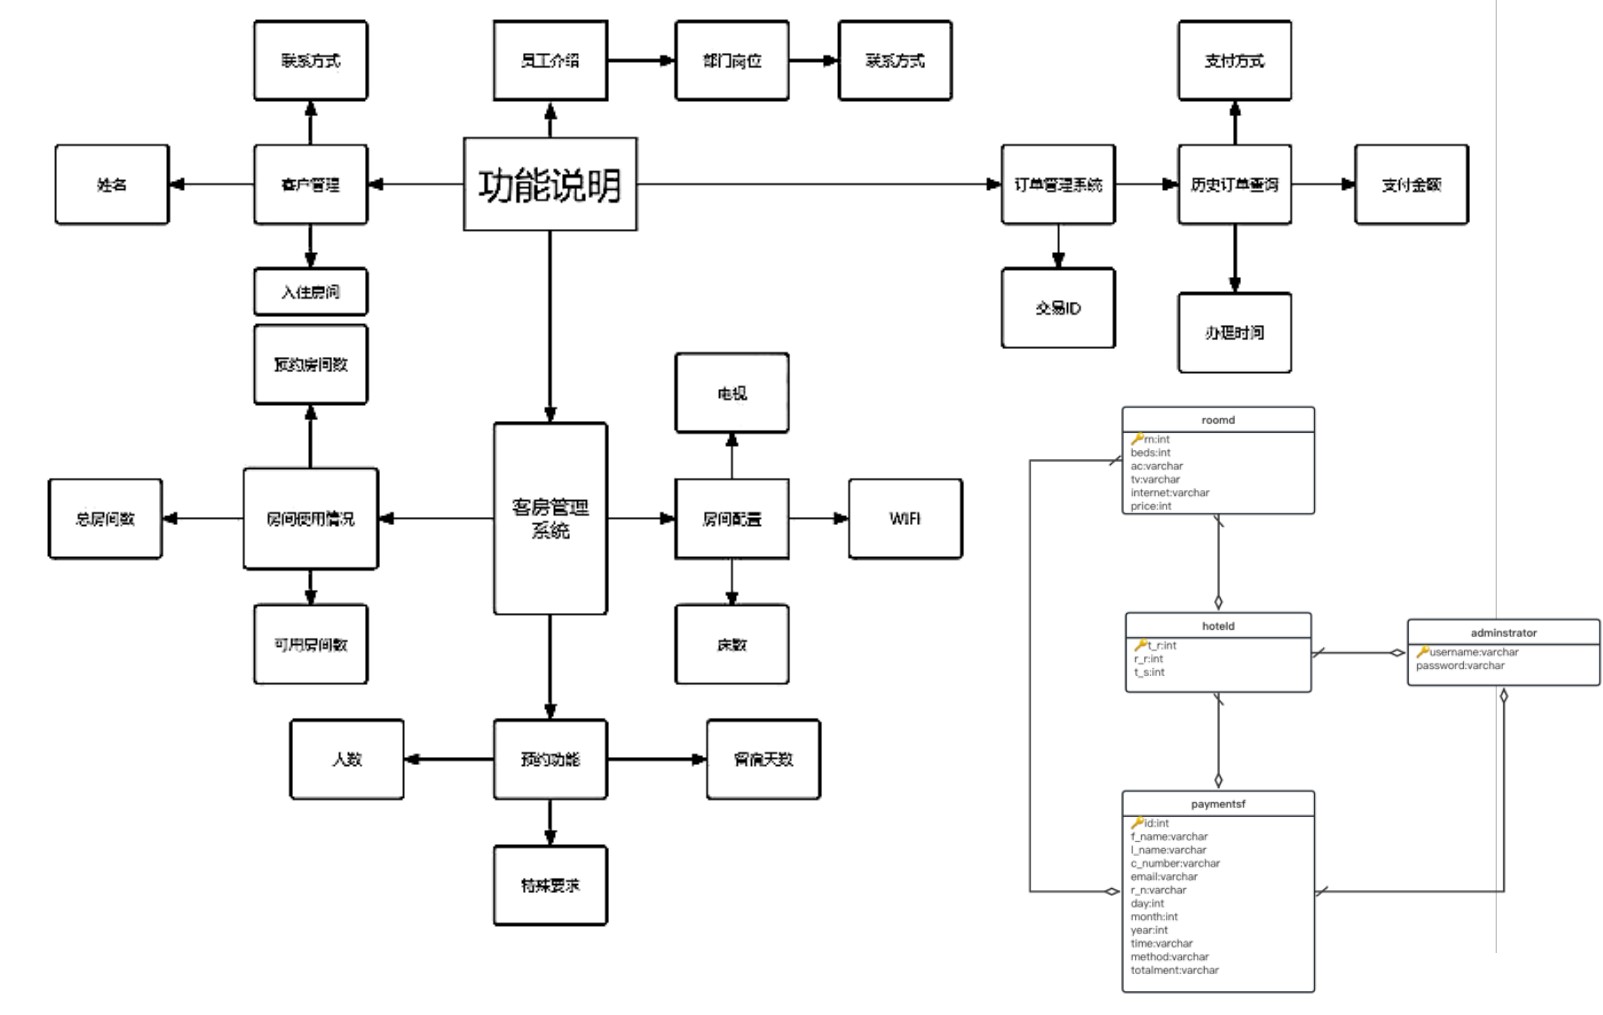 联系方式
员工介绍
部门岗位
联系方式
支付方式
姓名
客户管理
功能说明
订单管理系统
历史订单查询
支付金额
入住房间
交易ID
办理时间
预约房间数
电视
总房间数
房间使用情况
客房管理
系统
房间配置
WIFI
可用房间数
床数
人数
预约功能
留宿天数
特殊要求
roomd
rn:int
beds:int
ac:varchar
tv:varchar
internet:varchar
price:int
hoteld
t_r:int
r_r:int
t_s:int
adminstrator
username:varchar
password:varchar
paymentsf
id:int
f_name:varchar
l_name:varchar
c_number:varchar
email:varchar
r_n:varchar
day:int
month:int
year:int
time:varchar
method:varchar
totalment:varchar